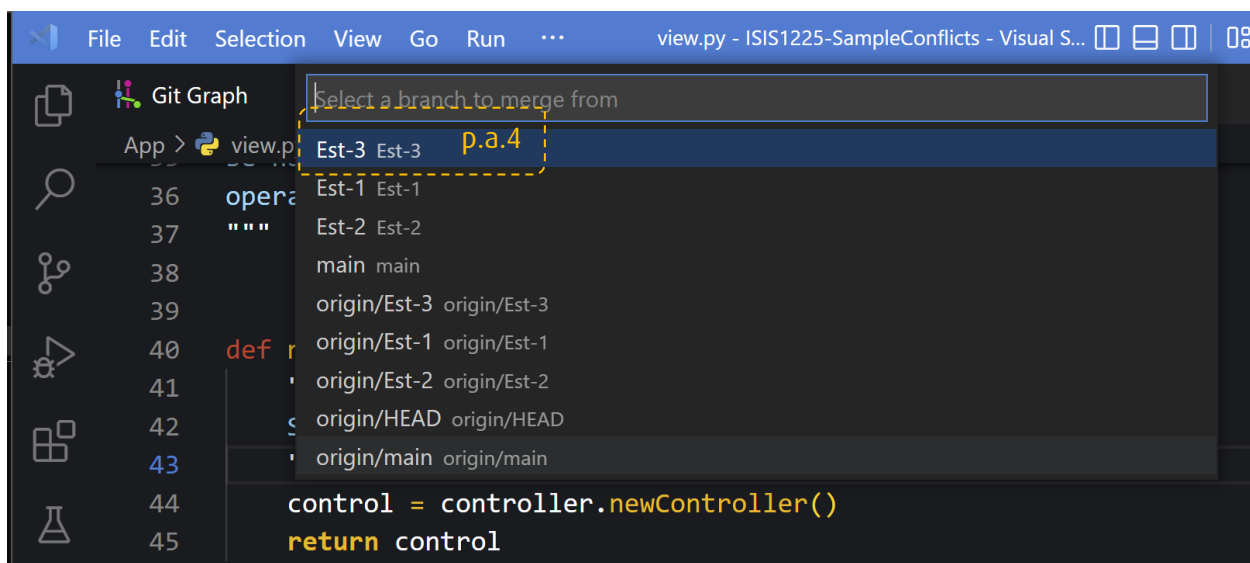 File Edit Selection View Go Run ··· view.py - ISIS1225-SampleConflicts - Visual S...
Git Graph
Select a branch to merge from
App > view.p
Est-3 Est-3 p.a.4
Est-1 Est-1
36 opera
Est-2 Est-2
37 """
main main
38
origin/Est-3 origin/Est-3
39
origin/Est-1 origin/Est-1
40 def
origin/Est-2 origin/Est-2
41 '
origin/HEAD origin/HEAD
42 S
origin/main origin/main
43 "
44 control = controller.newController()
45 return control